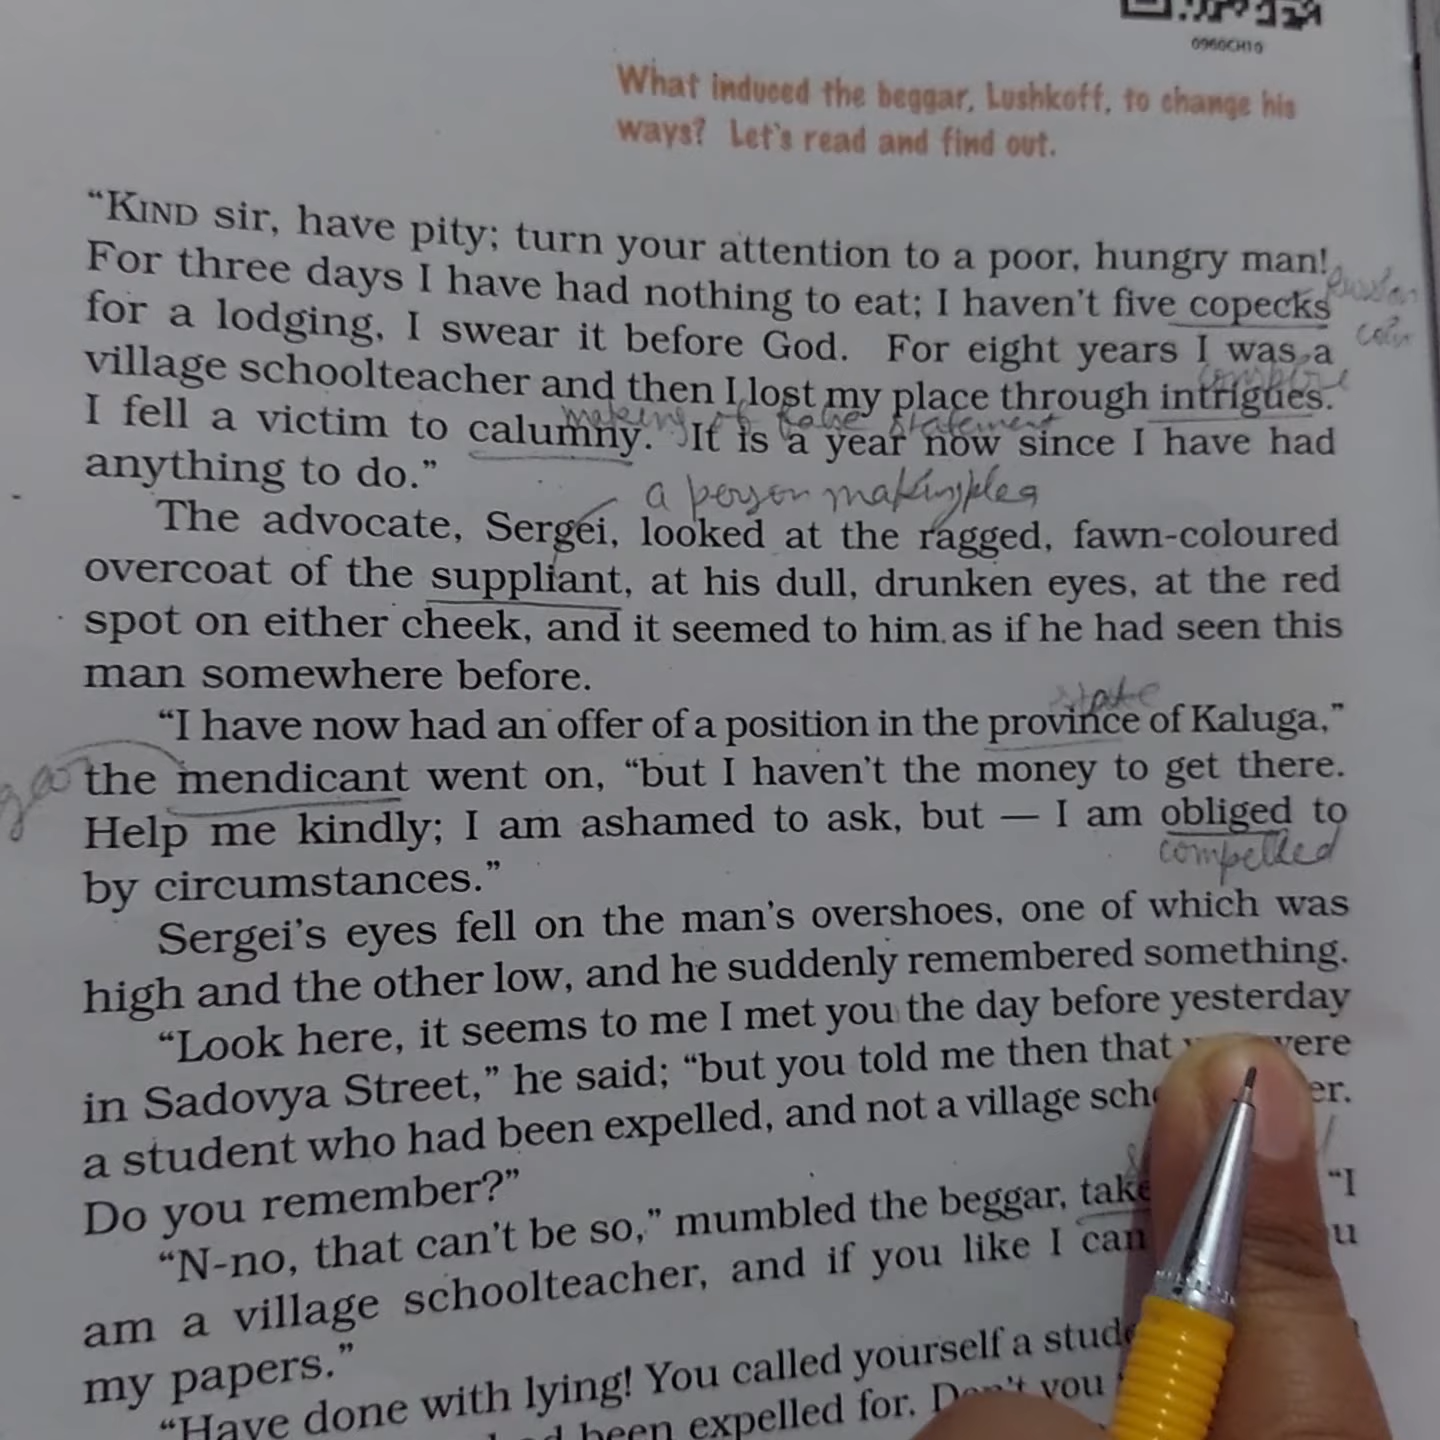 0960CH10
What induced the beggar, Lushkoff, to change his
ways? Let's read and find out.
“KIND sir, have pity; turn your attention to a poor, hungry man!
For three days I have had nothing to eat; I haven't five copecks
for a lodging, I swear it before God. For eight years I was a
coin
village schoolteacher and then I lost my place through intrigues.
making of false statement
I fell a victim to calumny. It is a year now since I have had
anything to do.”
a person making plea
The advocate, Sergei, looked at the ragged, fawn-coloured
overcoat of the suppliant, at his dull, drunken eyes, at the red
spot on either cheek, and it seemed to him as if he had seen this
man somewhere before.
state
“I have now had an offer of a position in the province of Kaluga,”
the mendicant went on, “but I haven't the money to get there.
Help me kindly; I am ashamed to ask, but — I am obliged to
compelled
by circumstances.”
Sergei's eyes fell on the man's overshoes, one of which was
high and the other low, and he suddenly remembered something.
“Look here, it seems to me I met you the day before yesterday
in Sadovya Street,” he said; “but you told me then that were
a student who had been expelled, and not a village
Do you remember?”
“N-no, that can't be so,” mumbled the beggar, “I
am a village schoolteacher, and if you like I can
my papers.”
“Have done with lying! You called yourself a
been expelled for. Don't you